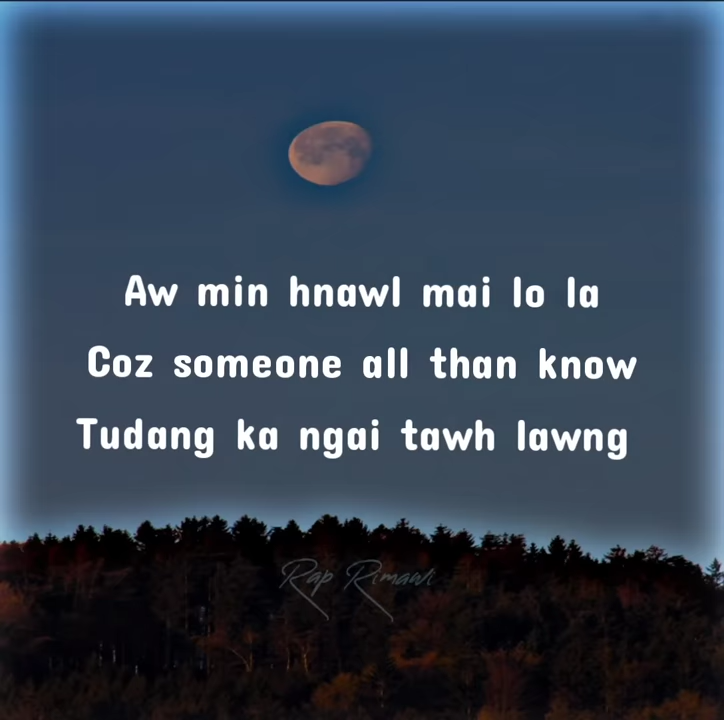 Aw min hnawl mai lo la
Coz someone all than know
Tudang ka ngai tawh lawng
Rap Rimawi